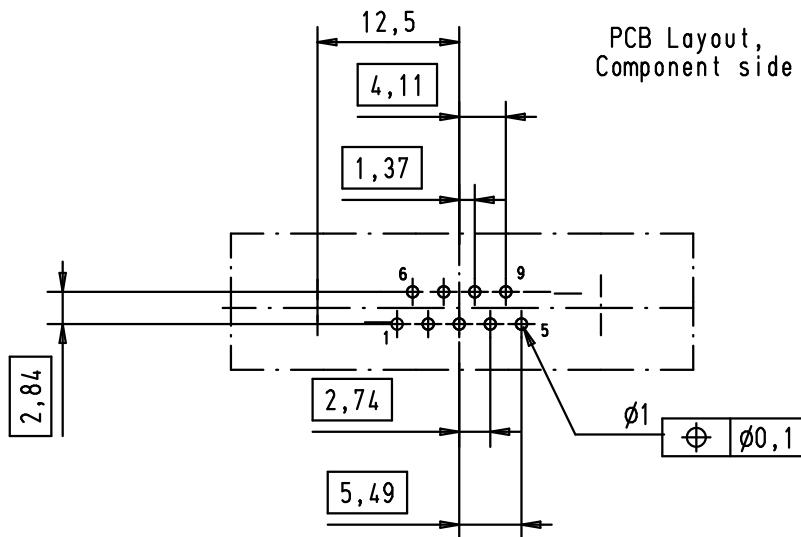 12,5
PCB Layout,
Component side
4,11
1,37
6
9
1
5
2,84
2,74
ø1
ø0,1
5,49